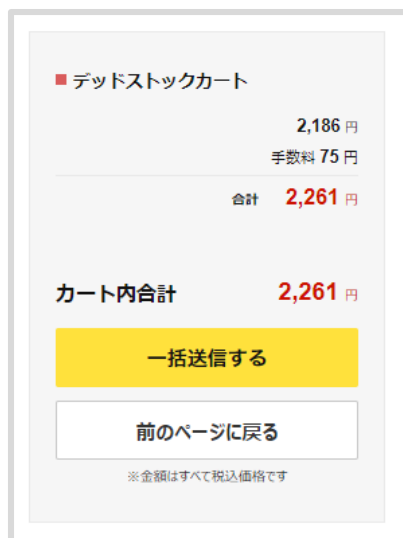 デッドストックカート
2,186 円
手数料 75 円
合計 2,261 円
カート内合計 2,261 円
一括送信する
前のページに戻る
※金額はすべて税込価格です